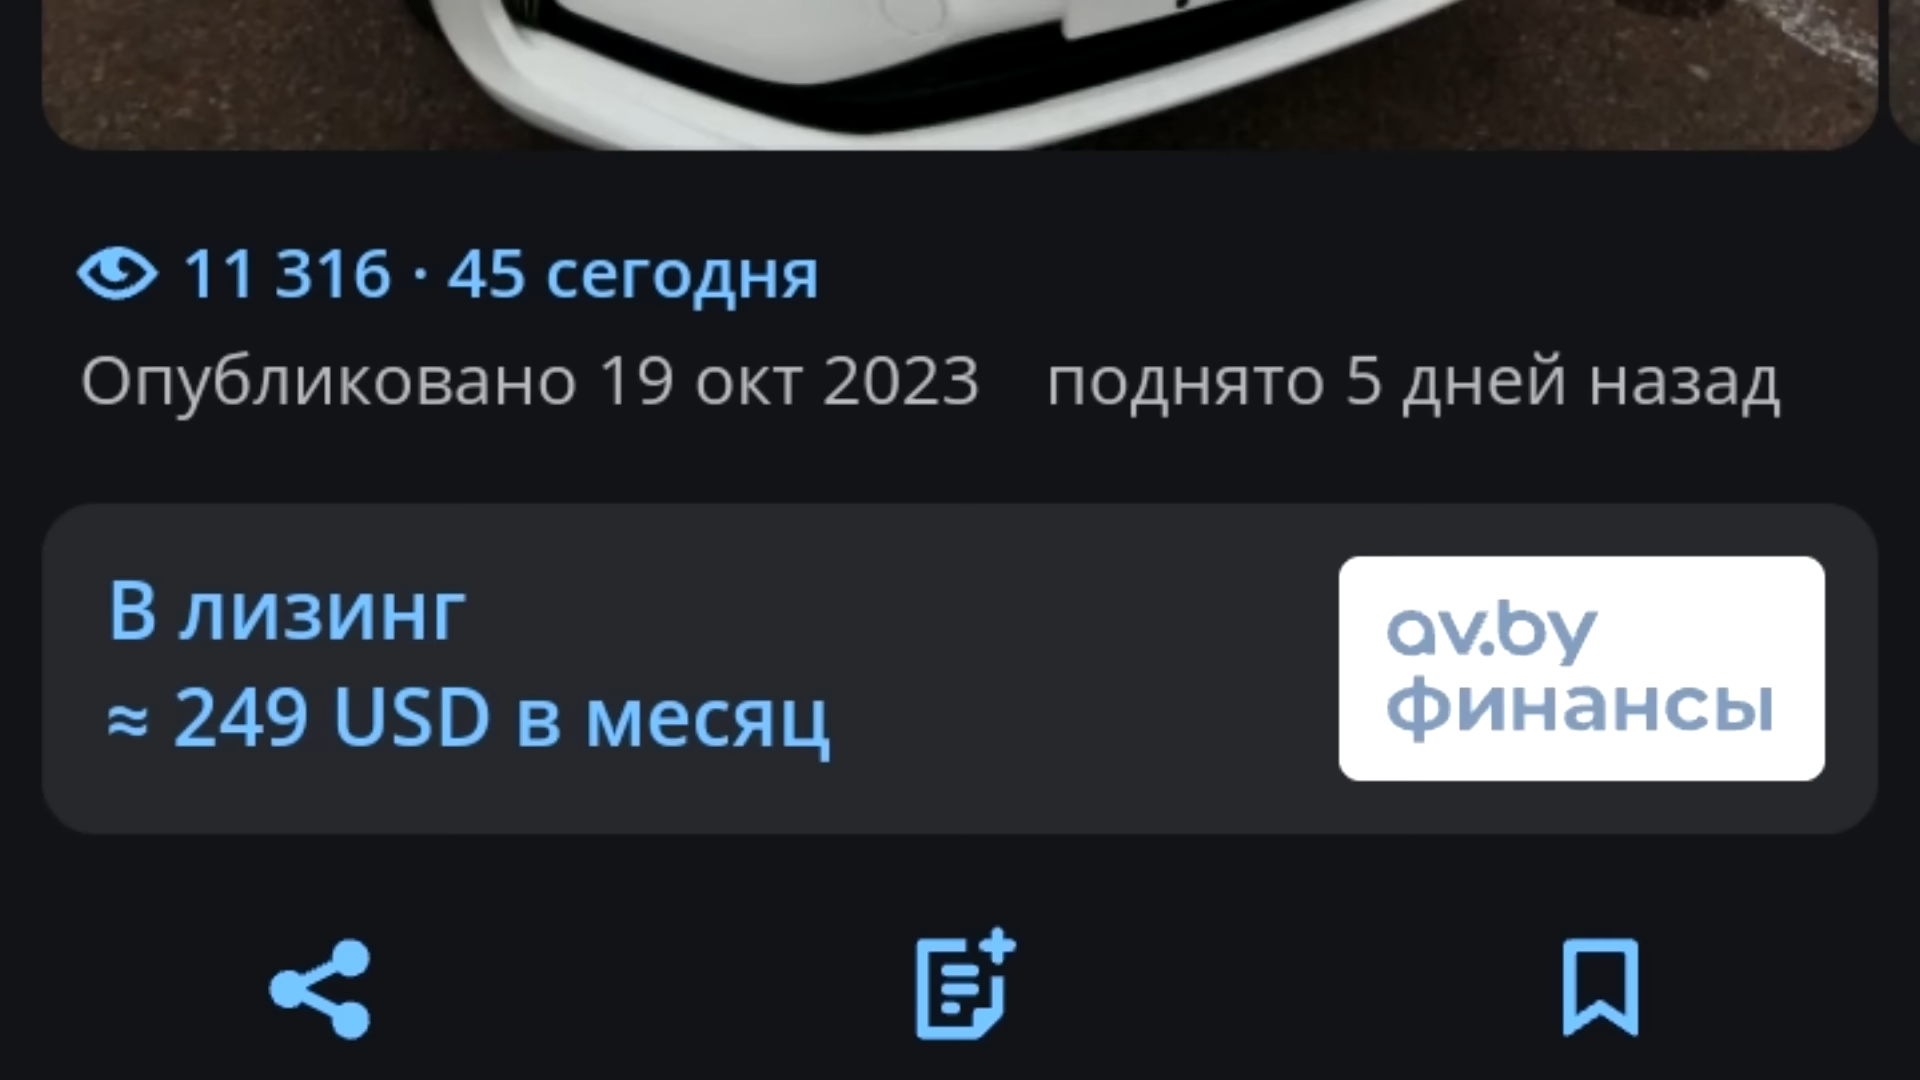 11 316 · 45 сегодня
Опубликовано 19 окт 2023 поднято 5 дней назад
В лизинг
≈ 249 USD в месяц
av.by
финансы